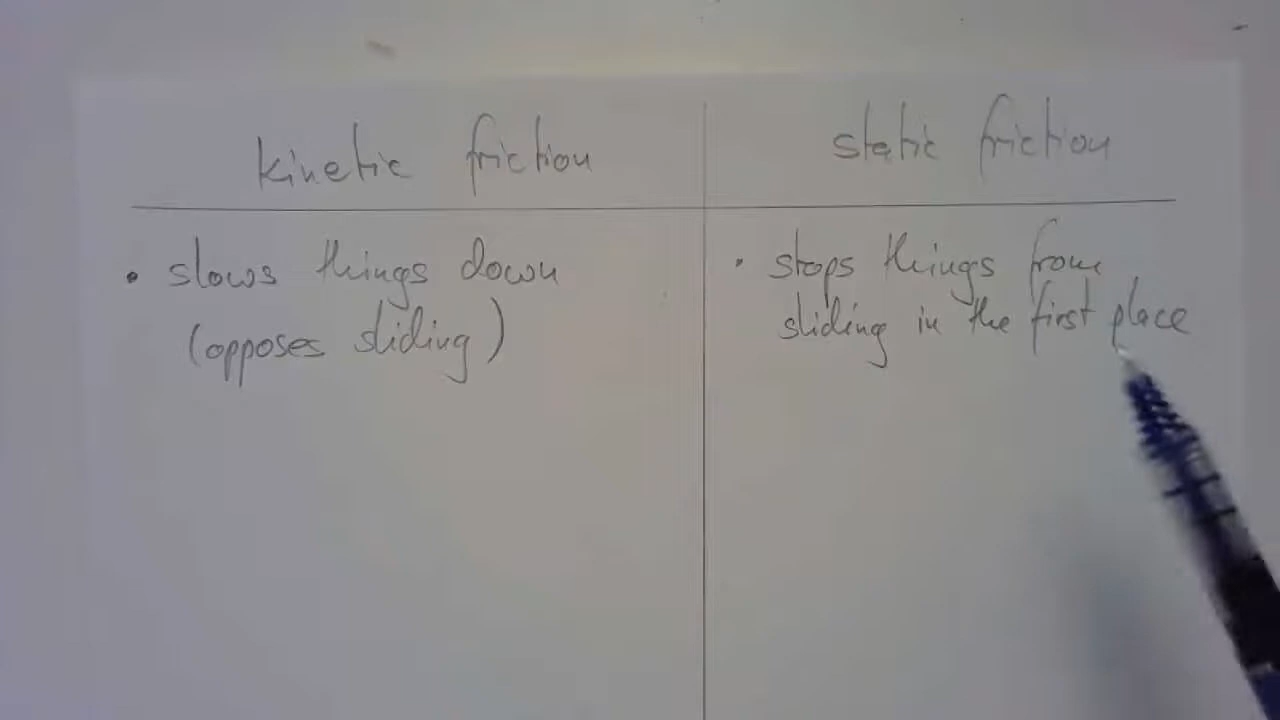 kinetic friction
static friction
• slows things down
(opposes sliding)
• stops things from
sliding in the first place